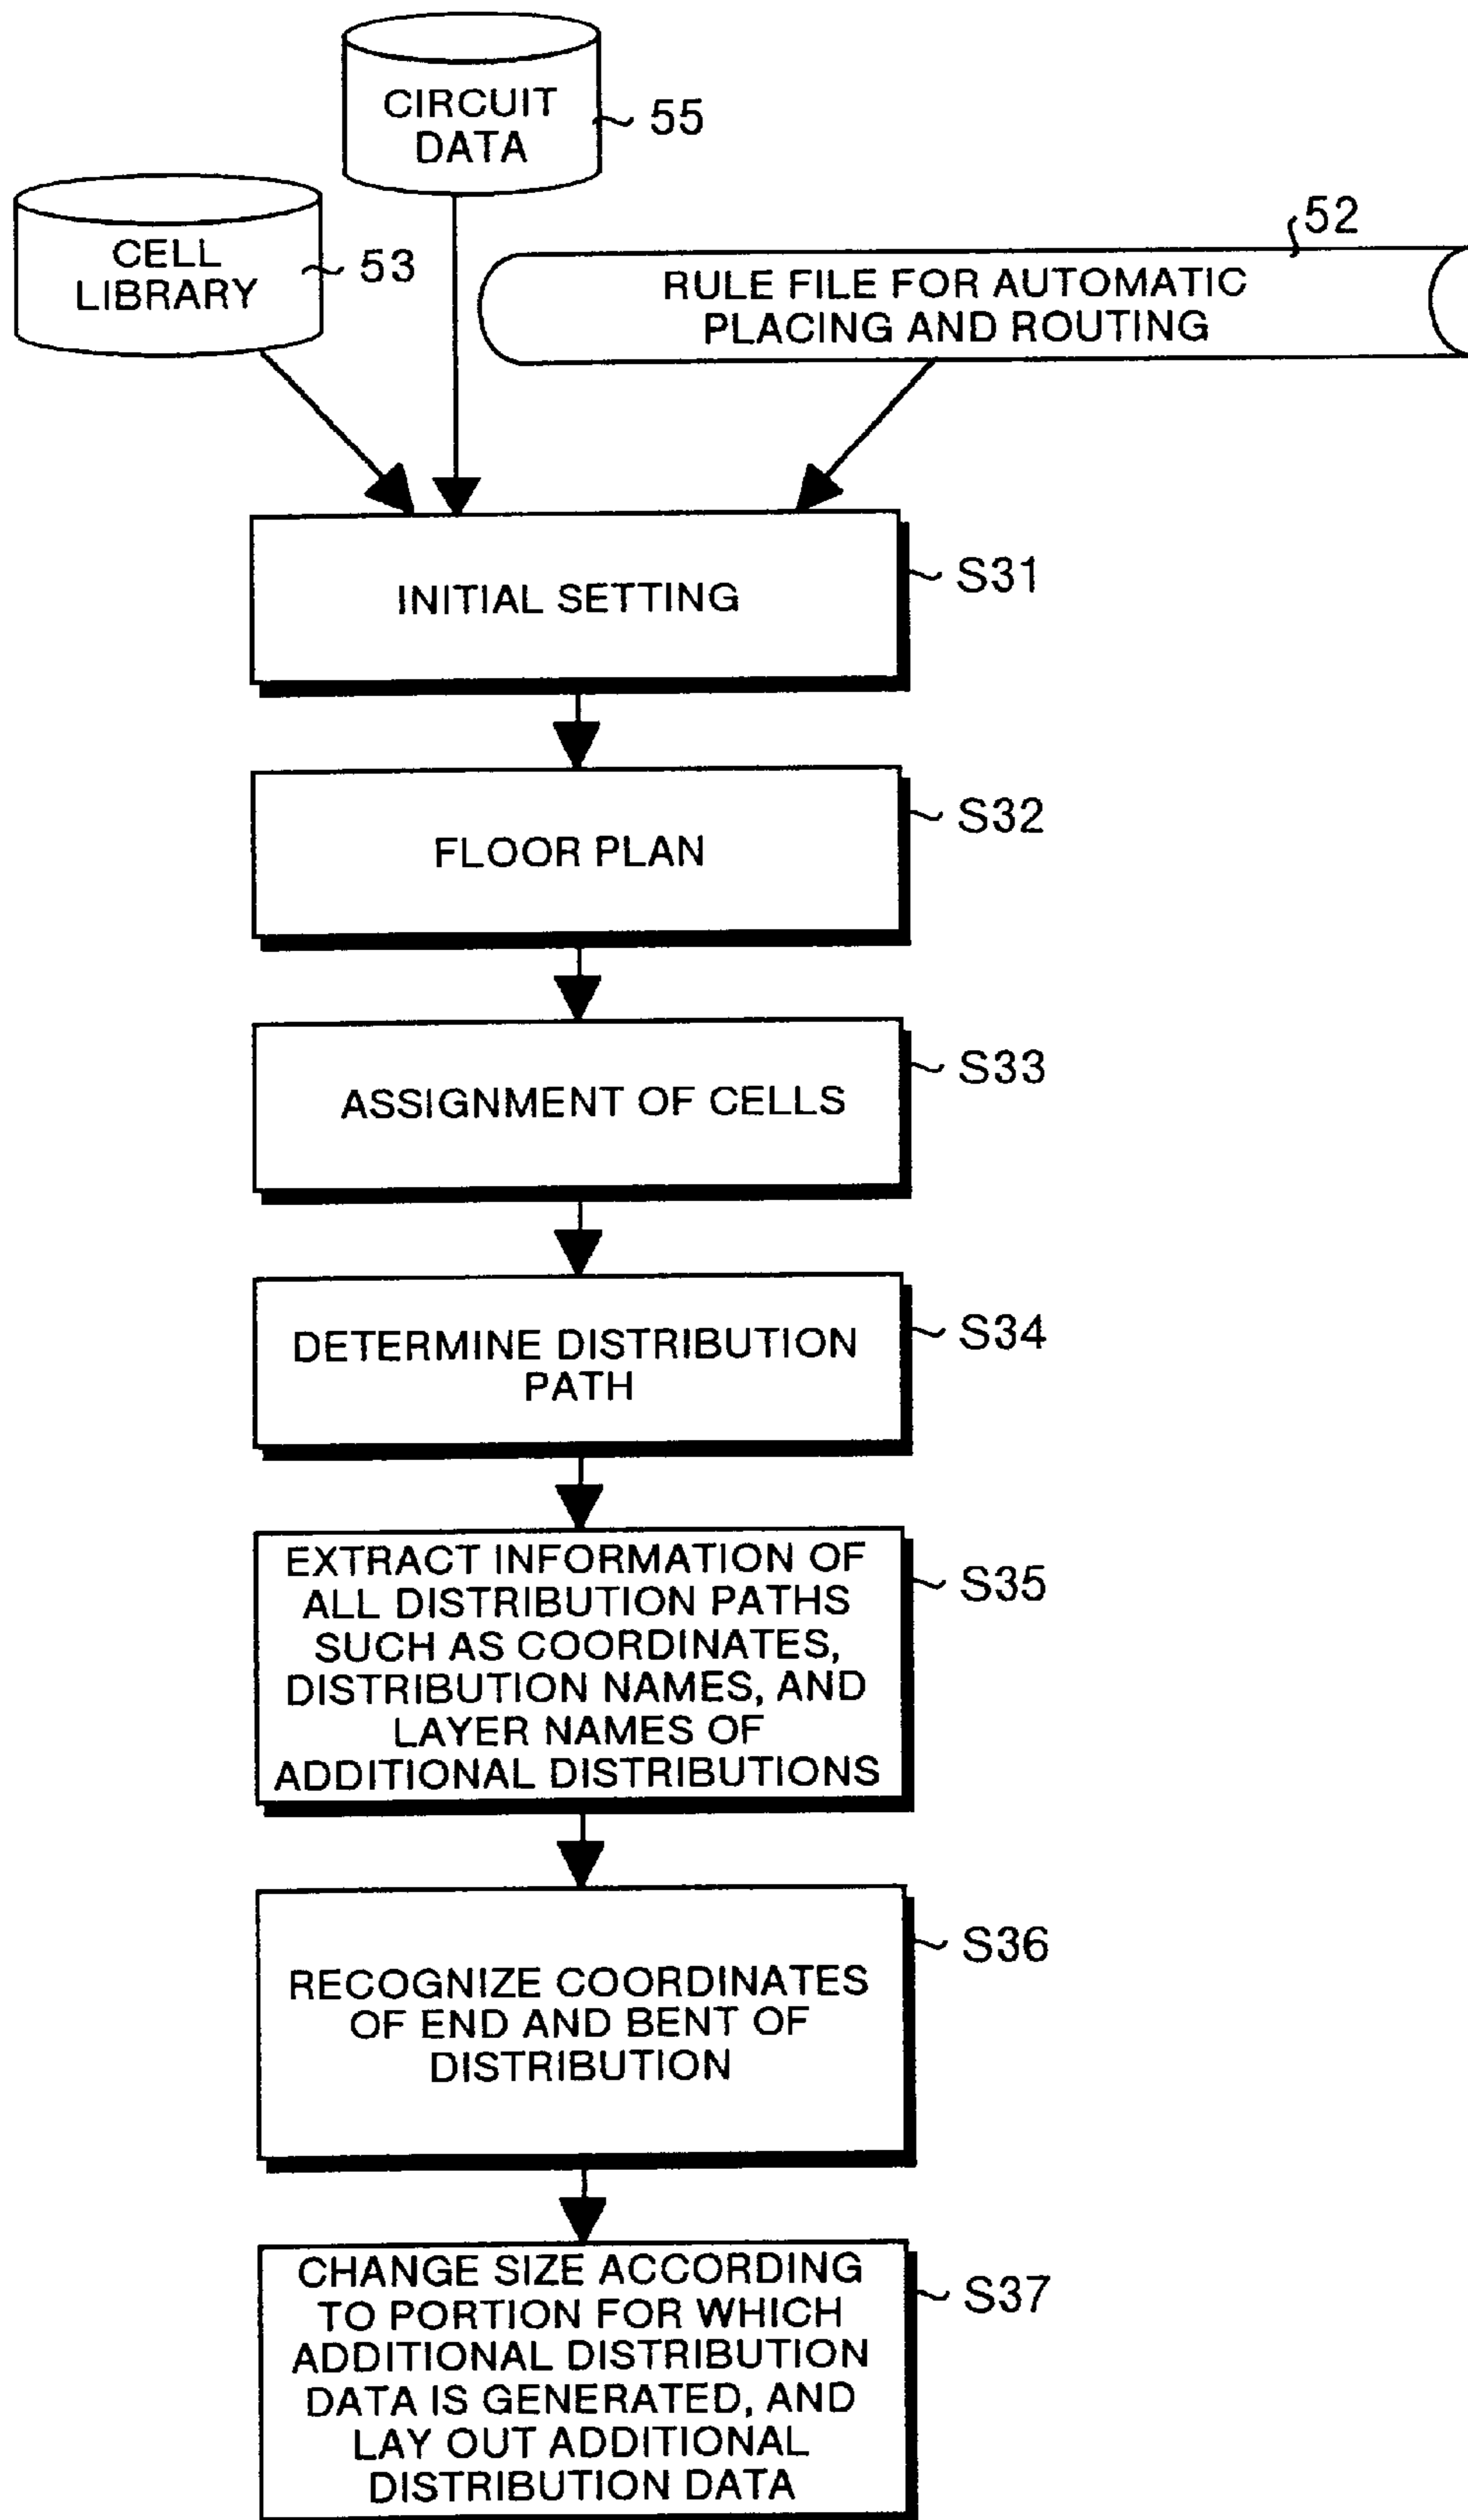 CIRCUIT
DATA
55
CELL
LIBRARY
53
52
RULE FILE FOR AUTOMATIC
PLACING AND ROUTING
INITIAL SETTING
S31
FLOOR PLAN
S32
ASSIGNMENT OF CELLS
S33
DETERMINE DISTRIBUTION
PATH
S34
EXTRACT INFORMATION OF
ALL DISTRIBUTION PATHS
SUCH AS COORDINATES,
DISTRIBUTION NAMES, AND
LAYER NAMES OF
ADDITIONAL DISTRIBUTIONS
S35
RECOGNIZE COORDINATES
OF END AND BENT OF
DISTRIBUTION
S36
CHANGE SIZE ACCORDING
TO PORTION FOR WHICH
ADDITIONAL DISTRIBUTION
DATA IS GENERATED, AND
LAY OUT ADDITIONAL
DISTRIBUTION DATA
S37